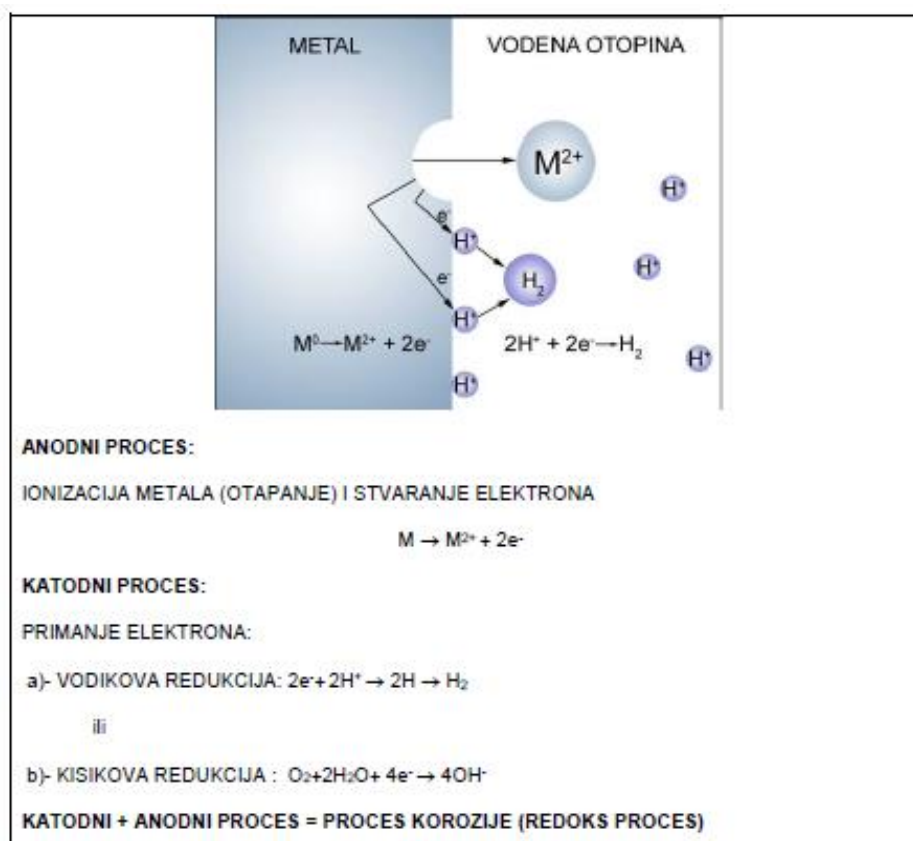 METAL
VODENA OTOPINA
M²⁺
H⁺
e⁻
H⁺
H₂
H⁺
e⁻
H⁺
M⁰→M²⁺ + 2e⁻
2H⁺ + 2e⁻→H₂
H⁺
H⁺
ANODNI PROCES:
IONIZACIJA METALA (OTAPANJE) I STVARANJE ELEKTRONA
M → M²⁺ + 2e⁻
KATODNI PROCES:
PRIMANJE ELEKTRONA:
a)- VODIKOVA REDUKCIJA: 2e⁻+ 2H⁺ → 2H → H₂
ili
b)- KISIKOVA REDUKCIJA : O₂+2H₂O+ 4e⁻ → 4OH⁻
KATODNI + ANODNI PROCES = PROCES KOROZIJE (REDOKS PROCES)